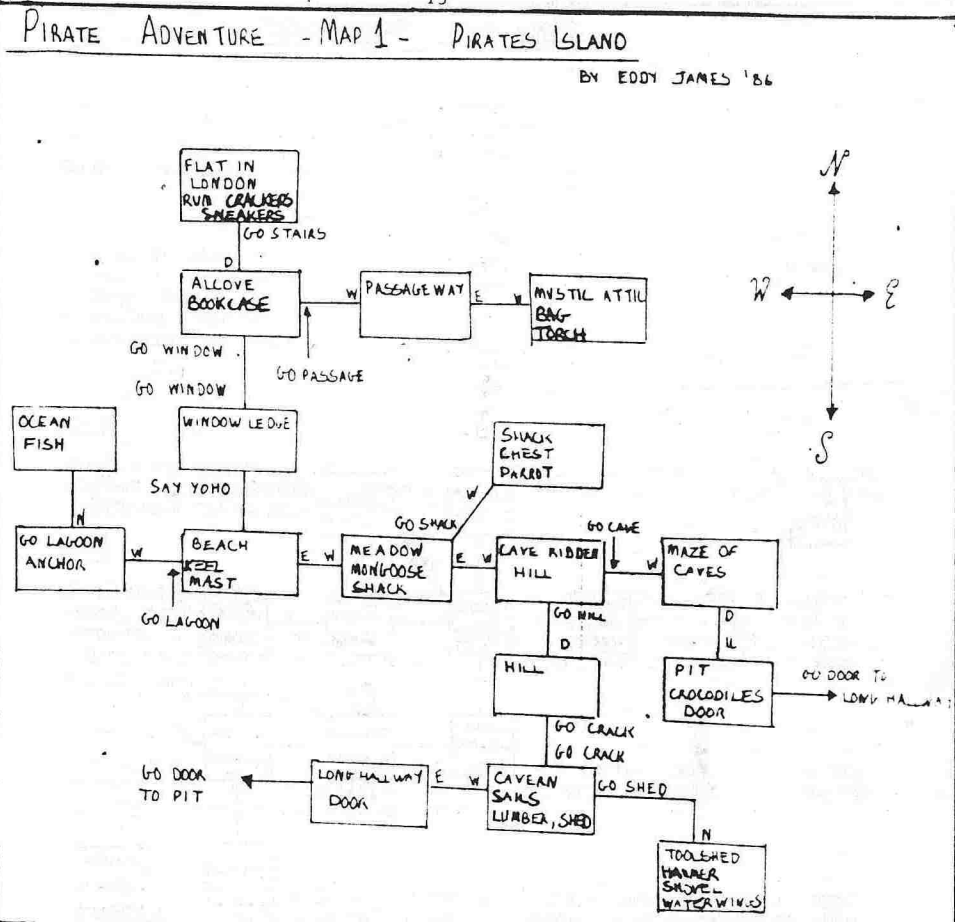 PIRATE ADVENTURE - MAP 1 - PIRATES ISLAND
BY EDDY JAMES '86
FLAT IN
LONDON
RUM CRACKERS
SNEAKERS
GO STAIRS
D
ALCOVE
BOOKCASE
W
PASSAGEWAY
E
W
MYSTIC ATTIC
BAG
TORCH
N
W
E
S
GO WINDOW
GO PASSAGE
GO WINDOW
OCEAN
FISH
WINDOW LEDGE
SHACK
CHEST
PARROT
SAY YOHO
W
N
GO SHACK
GO CAVE
GO LAGOON
ANCHOR
W
BEACH
KEEL
MAST
E
W
MEADOW
MONGOOSE
SHACK
E
W
CAVE RIDDEN
HILL
W
MAZE OF
CAVES
GO LAGOON
GO HILL
D
D
U
HILL
PIT
CROCODILES
DOOR
GO DOOR TO
LONG HALLWAY
GO CRACK
GO CRACK
GO DOOR
TO PIT
LONG HALLWAY
DOOR
E
W
CAVERN
SAILS
LUMBER, SHED
GO SHED
N
TOOLSHED
HAMMER
SHOVEL
WATER WINGS